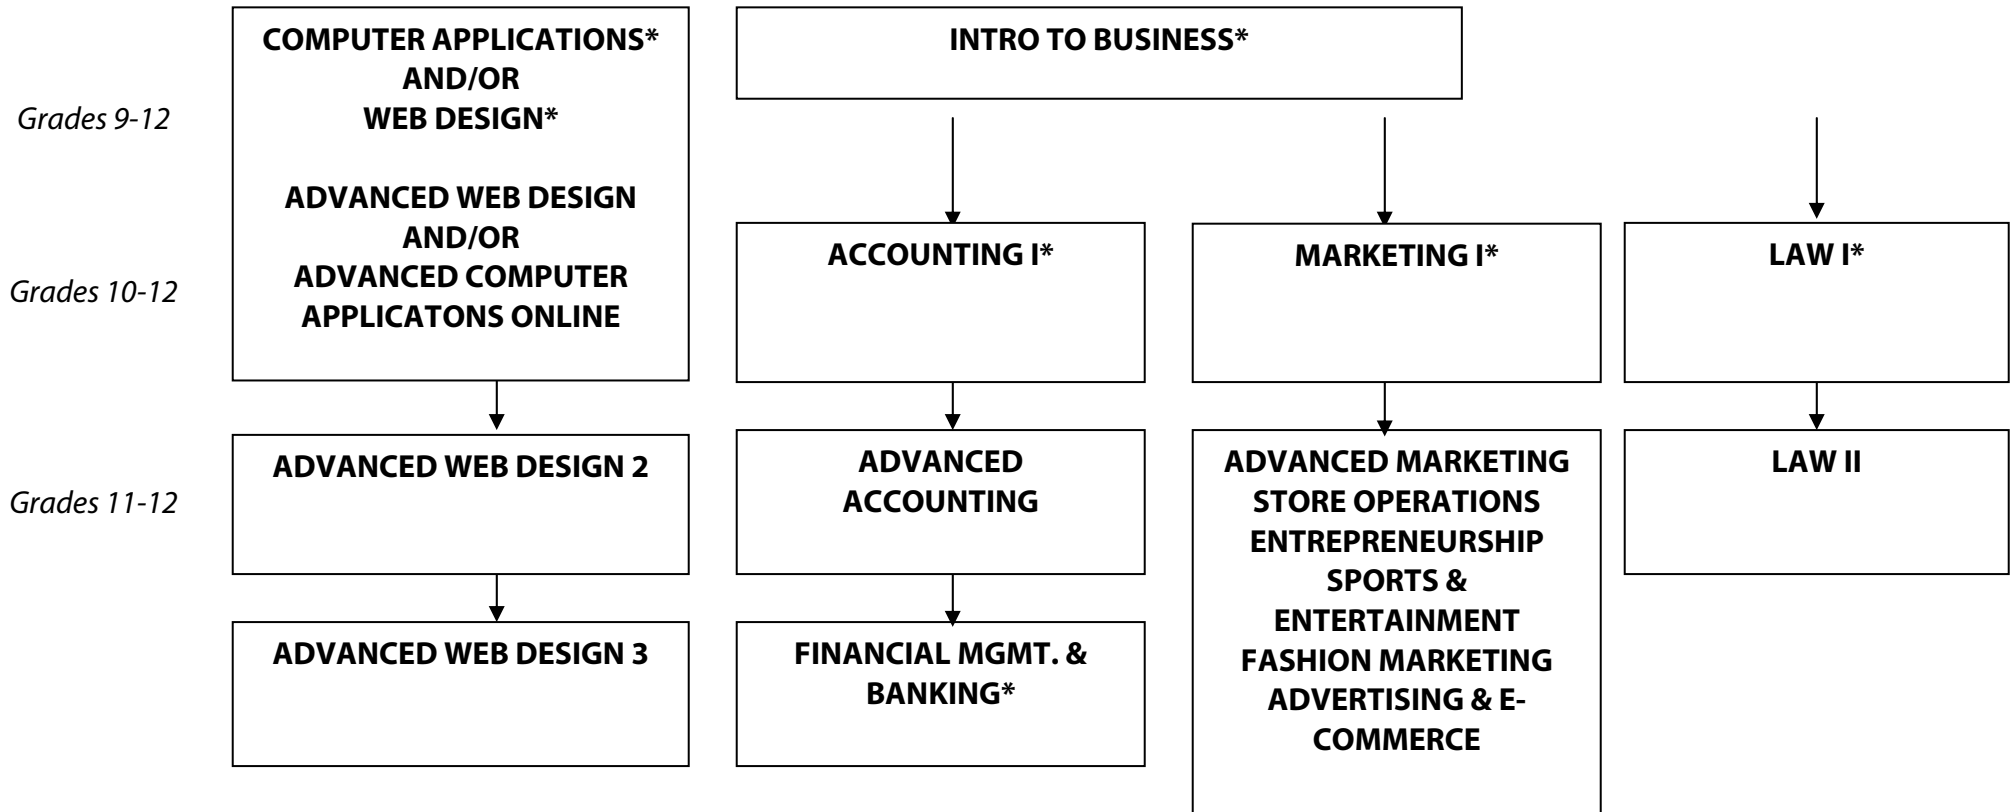 COMPUTER APPLICATIONS*
AND/OR
WEB DESIGN*
ADVANCED WEB DESIGN
AND/OR
ADVANCED COMPUTER
APPLICATONS ONLINE
INTRO TO BUSINESS*
Grades 9-12
Grades 10-12
ACCOUNTING I*
MARKETING I*
LAW I*
Grades 11-12
ADVANCED WEB DESIGN 2
ADVANCED
ACCOUNTING
ADVANCED MARKETING
STORE OPERATIONS
ENTREPRENEURSHIP
SPORTS &
ENTERTAINMENT
FASHION MARKETING
ADVERTISING & E-
COMMERCE
LAW II
ADVANCED WEB DESIGN 3
FINANCIAL MGMT. &
BANKING*